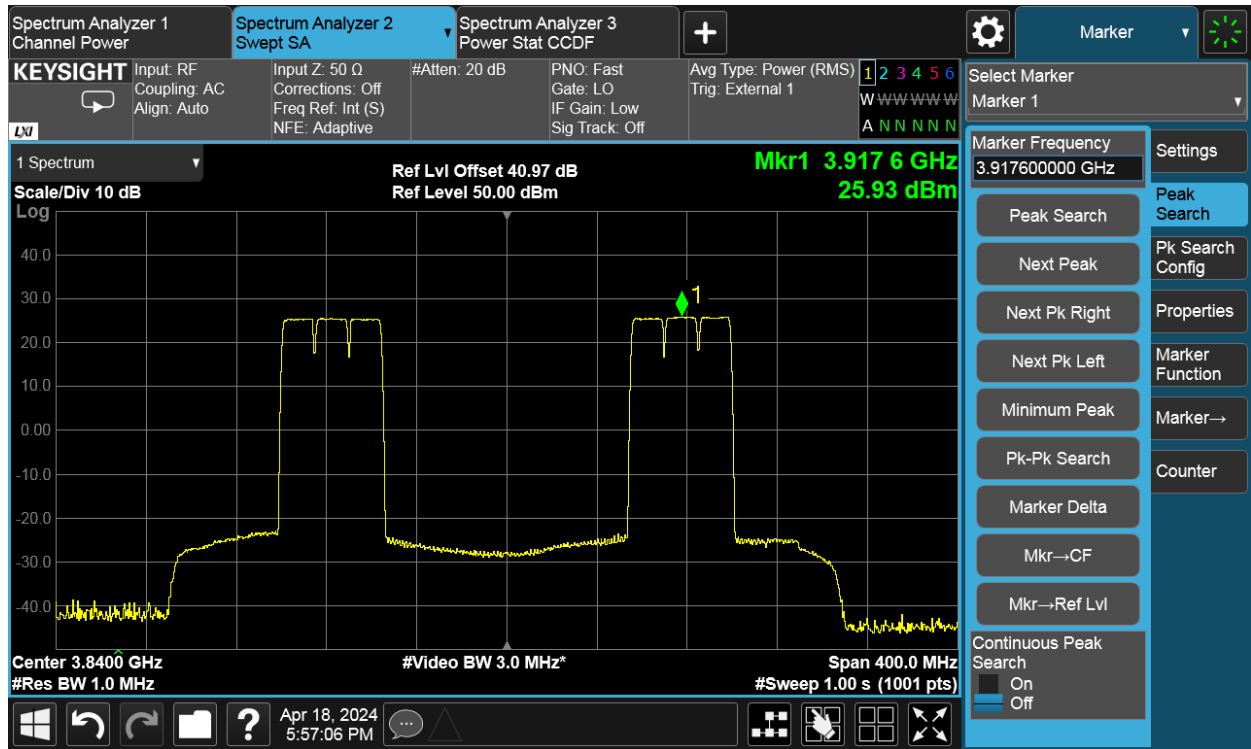 Spectrum Analyzer 1
Channel Power
Spectrum Analyzer 2
Swept SA
Spectrum Analyzer 3
Power Stat CCDF
+
Marker
KEYSIGHT
LXI
Input: RF
Coupling: AC
Align: Auto
Input Z: 50 Ω
Corrections: Off
Freq Ref: Int (S)
NFE: Adaptive
#Atten: 20 dB
PNO: Fast
Gate: LO
IF Gain: Low
Sig Track: Off
Avg Type: Power (RMS)
Trig: External 1
1 2 3 4 5 6
W W W W W W
A N N N N N
Select Marker
Marker 1
1 Spectrum
Scale/Div 10 dB
Log
Ref Lvl Offset 40.97 dB
Ref Level 50.00 dBm
Mkr1 3.917 6 GHz
25.93 dBm
40.0
30.0
20.0
10.0
0.00
-10.0
-20.0
-30.0
-40.0
1
Center 3.8400 GHz
#Res BW 1.0 MHz
#Video BW 3.0 MHz*
Span 400.0 MHz
#Sweep 1.00 s (1001 pts)
Marker Frequency
3.917600000 GHz
Peak Search
Next Peak
Next Pk Right
Next Pk Left
Minimum Peak
Pk-Pk Search
Marker Delta
Mkr→CF
Mkr→Ref Lvl
Continuous Peak
Search
On
Off
Settings
Peak
Search
Pk Search
Config
Properties
Marker
Function
Marker→
Counter
?
Apr 18, 2024
5:57:06 PM